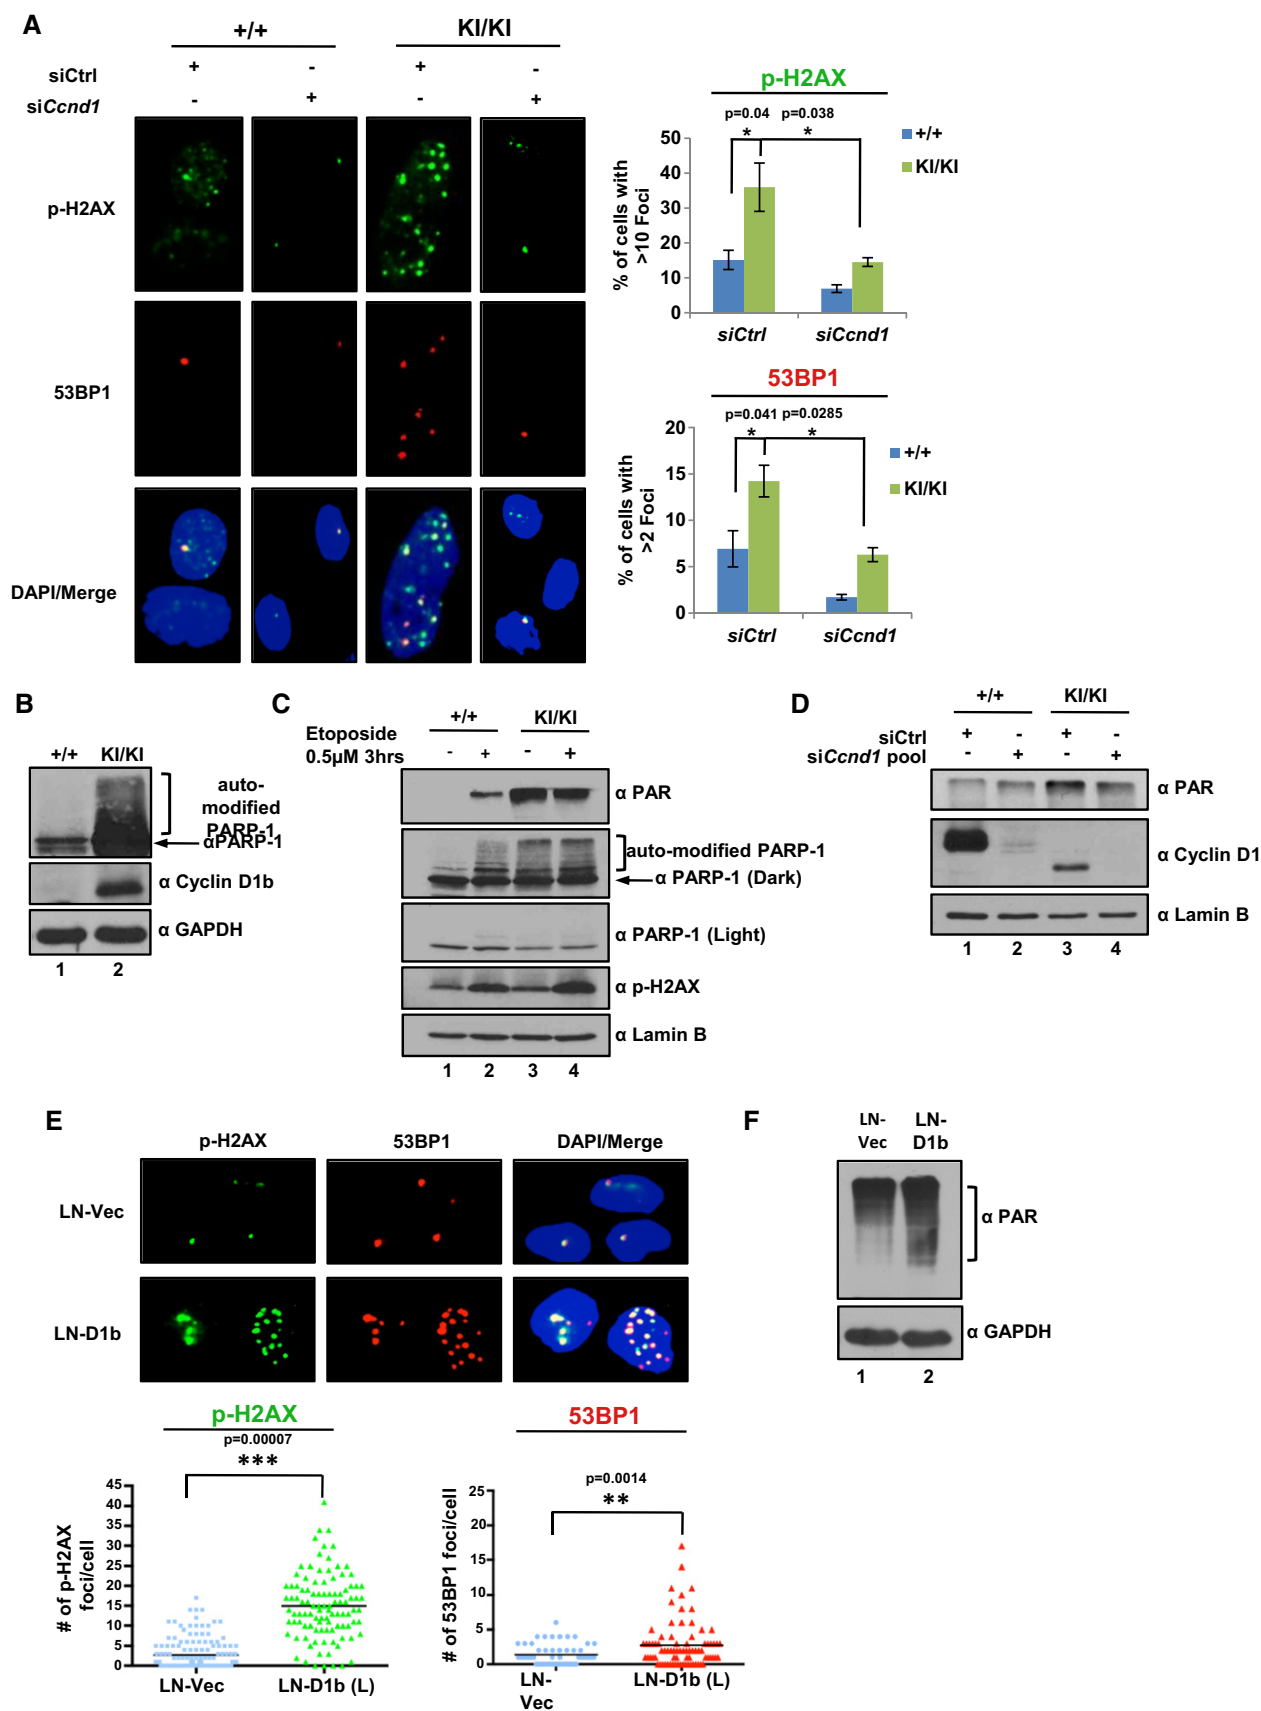 A
+/+
KI/KI
siCtrl
+ - + -
siCcnd1
- + - +
p-H2AX
53BP1
DAPI/Merge
p-H2AX
p=0.04 p=0.038
* *
50
40
30
20
10
0
% of cells with
>10 Foci
+/+
KI/KI
siCtrl siCcnd1
53BP1
p=0.041 p=0.0285
* *
20
15
10
5
0
% of cells with
>2 Foci
+/+
KI/KI
siCtrl siCcnd1
B
+/+ KI/KI
auto-
modified
PARP-1
αPARP-1
α Cyclin D1b
α GAPDH
1 2
C
+/+ KI/KI
Etoposide
0.5µM 3hrs
- + - +
α PAR
auto-modified PARP-1
α PARP-1 (Dark)
α PARP-1 (Light)
α p-H2AX
α Lamin B
1 2 3 4
D
+/+ KI/KI
siCtrl
+ - + -
siCcnd1 pool
- + - +
α PAR
α Cyclin D1
α Lamin B
1 2 3 4
E
p-H2AX 53BP1 DAPI/Merge
LN-Vec
LN-D1b
p-H2AX
p=0.00007
***
45
40
35
30
25
20
15
10
5
0
# of p-H2AX
foci/cell
LN-Vec LN-D1b (L)
53BP1
p=0.0014
**
25
20
15
10
5
0
# of 53BP1 foci/cell
LN-
Vec
LN-D1b (L)
F
LN-
Vec
LN-
D1b
α PAR
α GAPDH
1 2